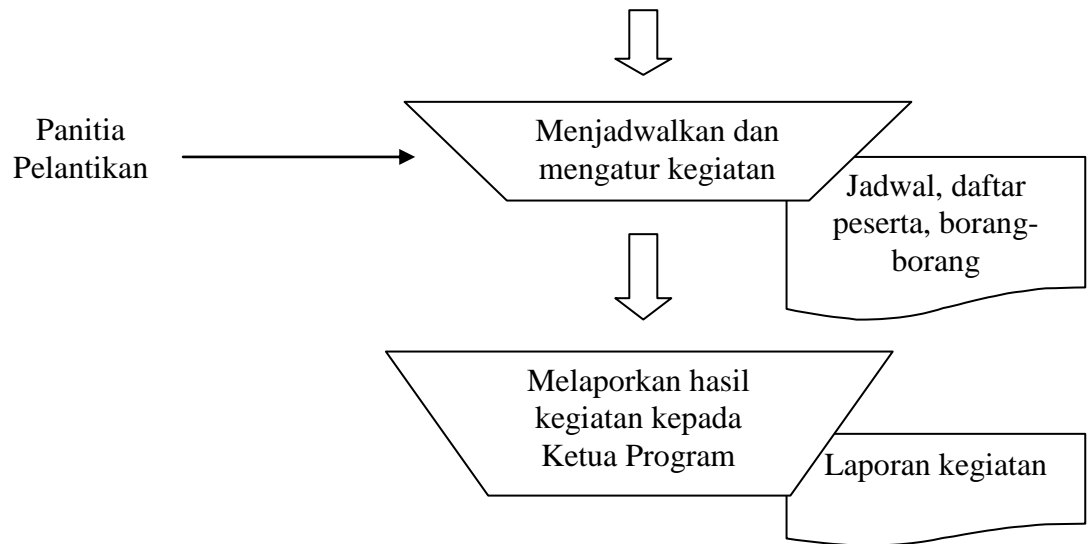 Panitia
Pelantikan
Menjadwalkan dan
mengatur kegiatan
Jadwal, daftar
peserta, borang-
borang
Melaporkan hasil
kegiatan kepada
Ketua Program
Laporan kegiatan